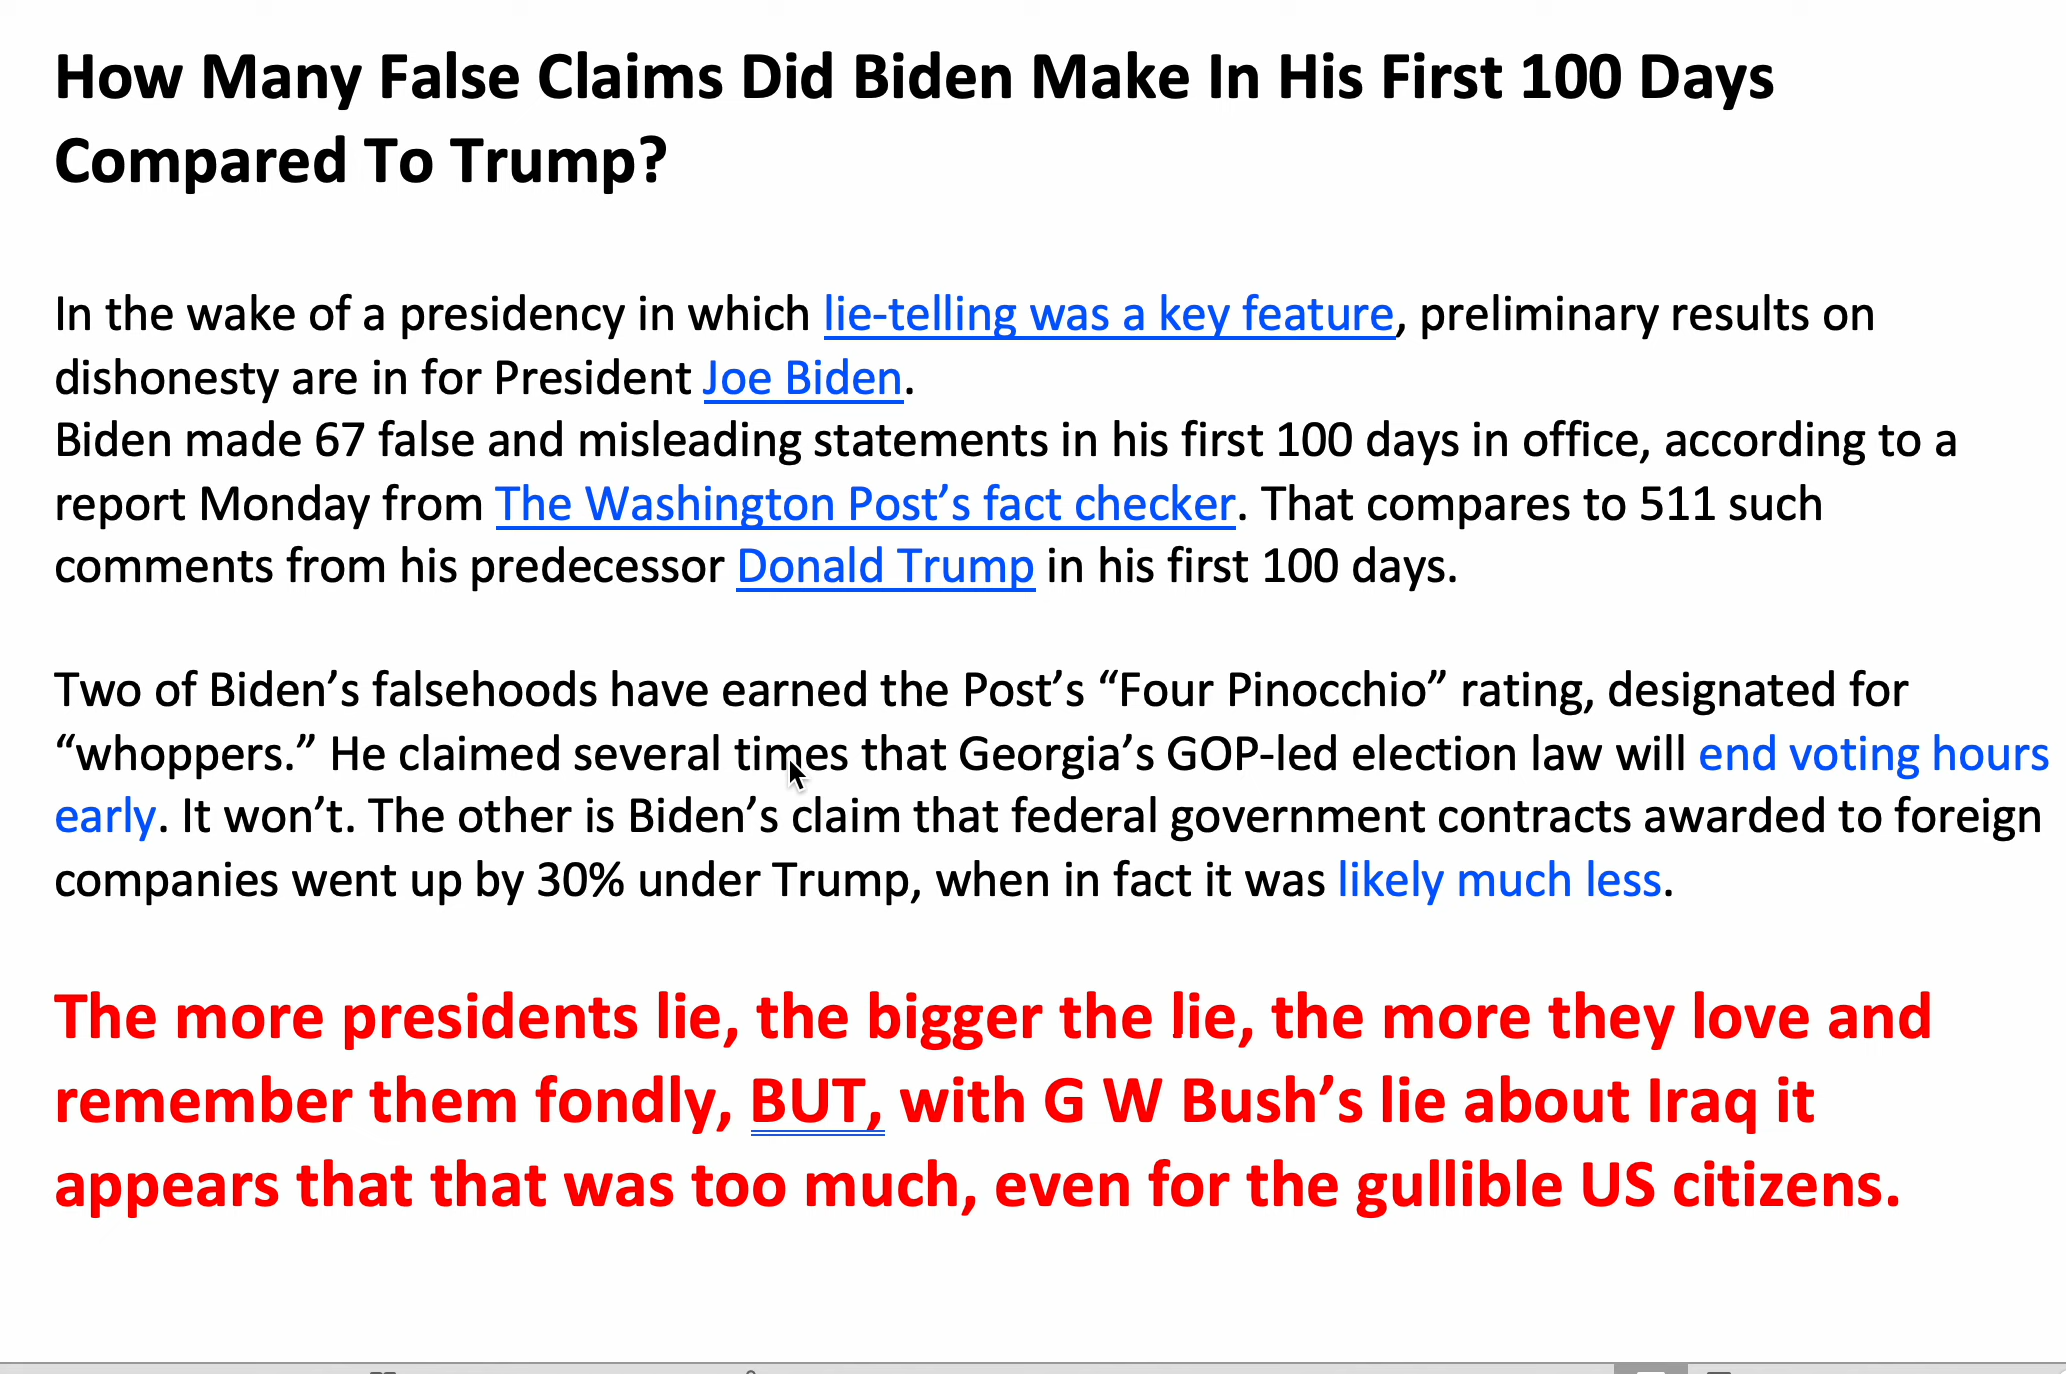 How Many False Claims Did Biden Make In His First 100 Days
Compared To Trump?
In the wake of a presidency in which lie-telling was a key feature, preliminary results on
dishonesty are in for President Joe Biden.
Biden made 67 false and misleading statements in his first 100 days in office, according to a
report Monday from The Washington Post’s fact checker. That compares to 511 such
comments from his predecessor Donald Trump in his first 100 days.
Two of Biden’s falsehoods have earned the Post’s “Four Pinocchio” rating, designated for
“whoppers.” He claimed several times that Georgia’s GOP-led election law will end voting hours
early. It won’t. The other is Biden’s claim that federal government contracts awarded to foreign
companies went up by 30% under Trump, when in fact it was likely much less.
The more presidents lie, the bigger the lie, the more they love and
remember them fondly, BUT, with G W Bush’s lie about Iraq it
appears that that was too much, even for the gullible US citizens.